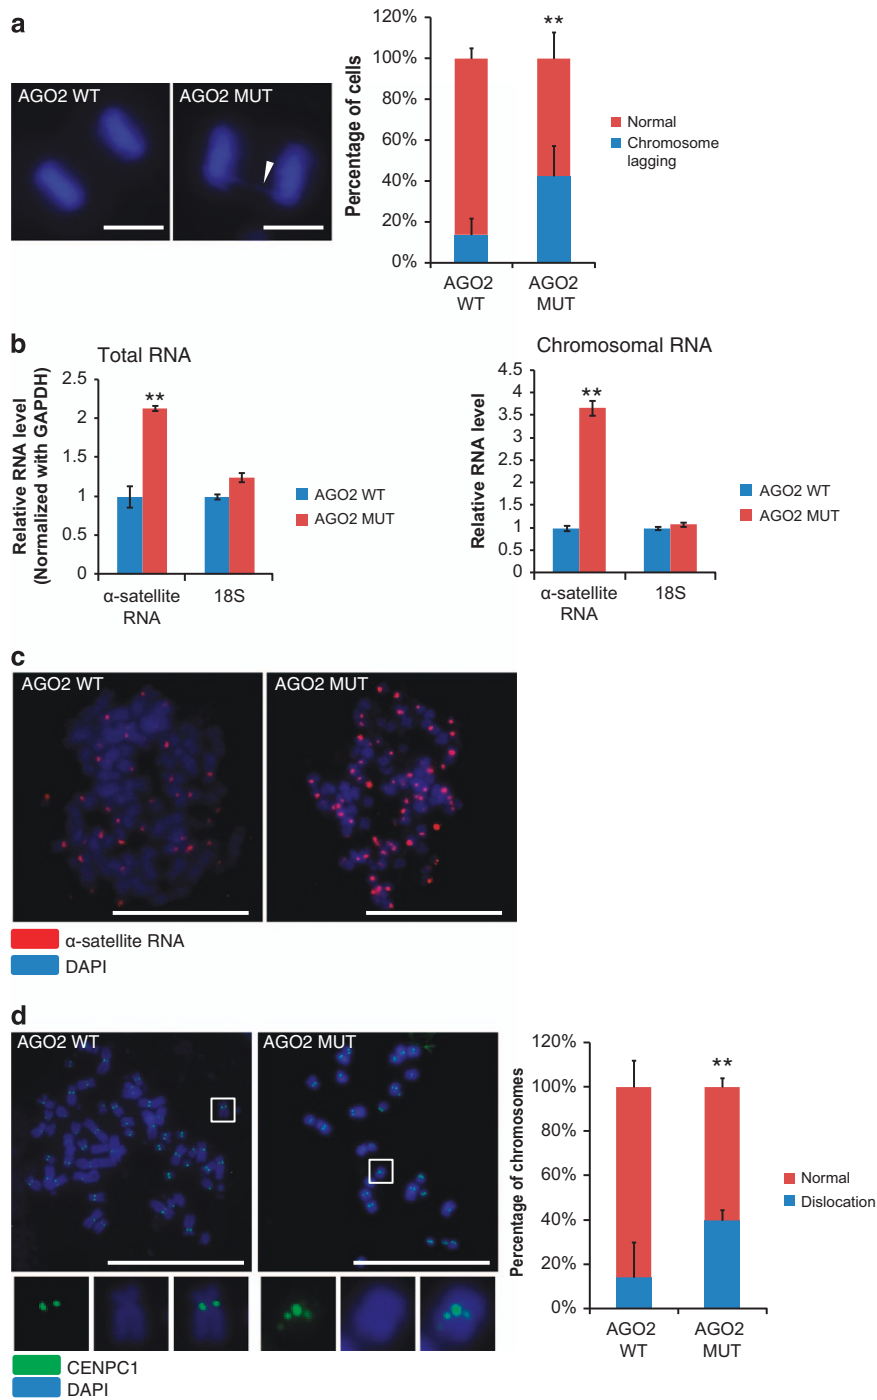 a
AGO2 WT
AGO2 MUT
Percentage of cells
120%
100%
80%
60%
40%
20%
0%
**
AGO2
WT
AGO2
MUT
Normal
Chromosome
lagging
b
Total RNA
Relative RNA level
(Normalized with GAPDH)
2.5
2
1.5
1
0.5
0
**
α-satellite
RNA
18S
AGO2 WT
AGO2 MUT
Chromosomal RNA
Relative RNA level
4.5
4
3.5
3
2.5
2
1.5
1
0.5
0
**
α-satellite
RNA
18S
AGO2 WT
AGO2 MUT
c
AGO2 WT
AGO2 MUT
α-satellite RNA
DAPI
d
AGO2 WT
AGO2 MUT
CENPC1
DAPI
Percentage of chromosomes
120%
100%
80%
60%
40%
20%
0%
**
AGO2
WT
AGO2
MUT
Normal
Dislocation